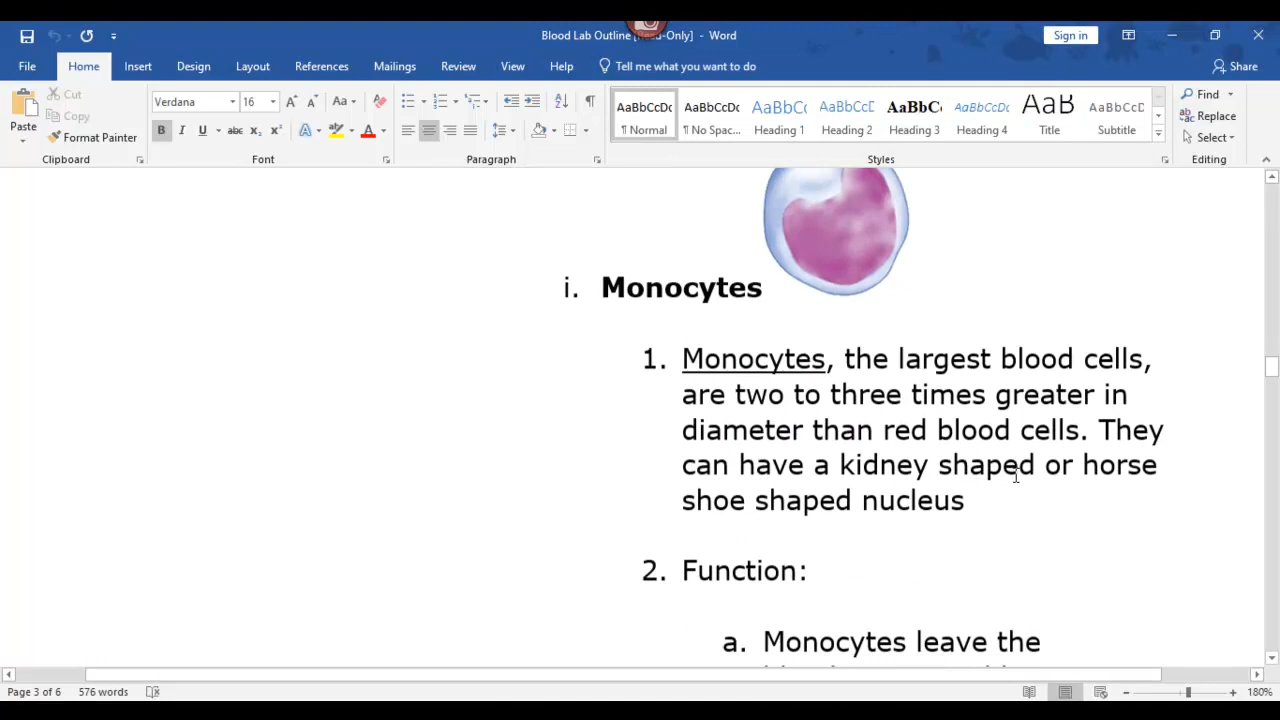 Blood Lab Outline [Read-Only] - Word
Sign in
File Home Insert Design Layout References Mailings Review View Help Tell me what you want to do Share
Paste
Cut
Copy
Format Painter
Clipboard
Verdana 16
Font
Paragraph
AaBbCcDc AaBbCcDc AaBbCc AaBbCcD AaBbC AaBbCcDc AaB AaBbCcD
¶ Normal ¶ No Spac... Heading 1 Heading 2 Heading 3 Heading 4 Title Subtitle
Styles
Find
Replace
Select
Editing
i. Monocytes
1. Monocytes, the largest blood cells,
are two to three times greater in
diameter than red blood cells. They
can have a kidney shaped or horse
shoe shaped nucleus
2. Function:
a. Monocytes leave the
Page 3 of 6 576 words
180%